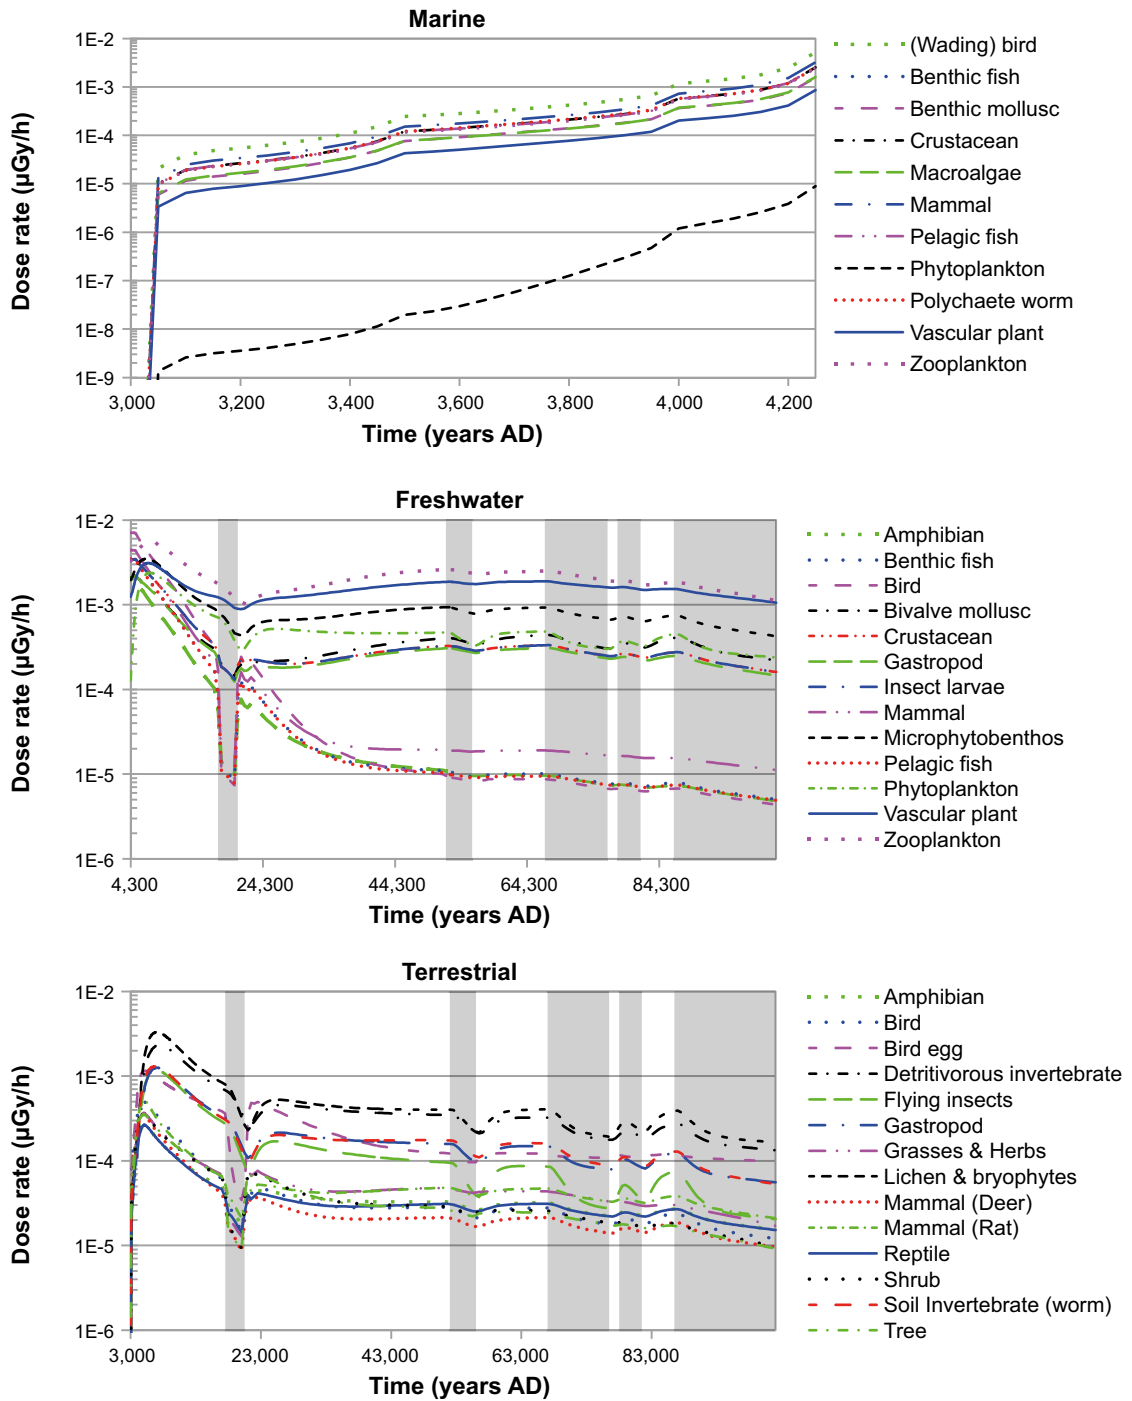 Marine
1E-2
1E-3
1E-4
1E-5
1E-6
1E-7
1E-8
1E-9
Dose rate (µGy/h)
3,000 3,200 3,400 3,600 3,800 4,000 4,200
Time (years AD)
(Wading) bird
Benthic fish
Benthic mollusc
Crustacean
Macroalgae
Mammal
Pelagic fish
Phytoplankton
Polychaete worm
Vascular plant
Zooplankton
Freshwater
1E-2
1E-3
1E-4
1E-5
1E-6
Dose rate (µGy/h)
4,300 24,300 44,300 64,300 84,300
Time (years AD)
Amphibian
Benthic fish
Bird
Bivalve mollusc
Crustacean
Gastropod
Insect larvae
Mammal
Microphytobenthos
Pelagic fish
Phytoplankton
Vascular plant
Zooplankton
Terrestrial
1E-2
1E-3
1E-4
1E-5
1E-6
Dose rate (µGy/h)
3,000 23,000 43,000 63,000 83,000
Time (years AD)
Amphibian
Bird
Bird egg
Detritivorous invertebrate
Flying insects
Gastropod
Grasses & Herbs
Lichen & bryophytes
Mammal (Deer)
Mammal (Rat)
Reptile
Shrub
Soil Invertebrate (worm)
Tree